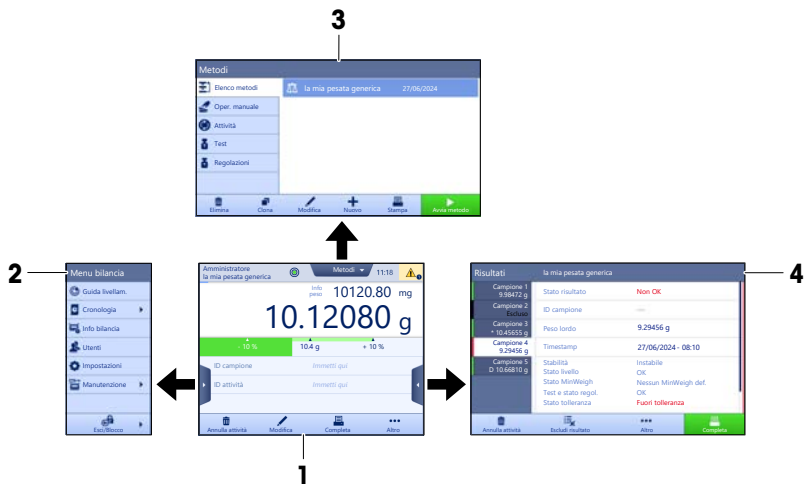 3
Metodi
Elenco metodi
la mia pesata generica 27/06/2024
Oper. manuale
Attività
Test
Regolazioni
Elimina Clona Modifica Nuovo Stampa Avvia metodo
2
Menu bilancia
Guida livellam.
Cronologia
Info bilancia
Utenti
Impostazioni
Manutenzione
Esci/Blocco
Amministratore
la mia pesata generica
Metodi 11:18
Info peso 10120.80 mg
10.12080 g
- 10 % 10.4 g + 10 %
ID campione Immetti qui
ID attività Immetti qui
Annulla attività Modifica Completa Altro
1
4
Risultati la mia pesata generica
Campione 1
9.98472 g
Campione 2
Escluso
Campione 3
* 10.45655 g
Campione 4
9.29456 g
Campione 5
D 10.66810 g
Stato risultato Non OK
ID campione ---
Peso lordo 9.29456 g
Timestamp 27/06/2024 - 08:10
Stabilità Instabile
Stato livello OK
Stato MinWeigh Nessun MinWeigh def.
Test e stato regol. OK
Stato tolleranza Fuori tolleranza
Annulla attività Escludi risultato Altro Completa